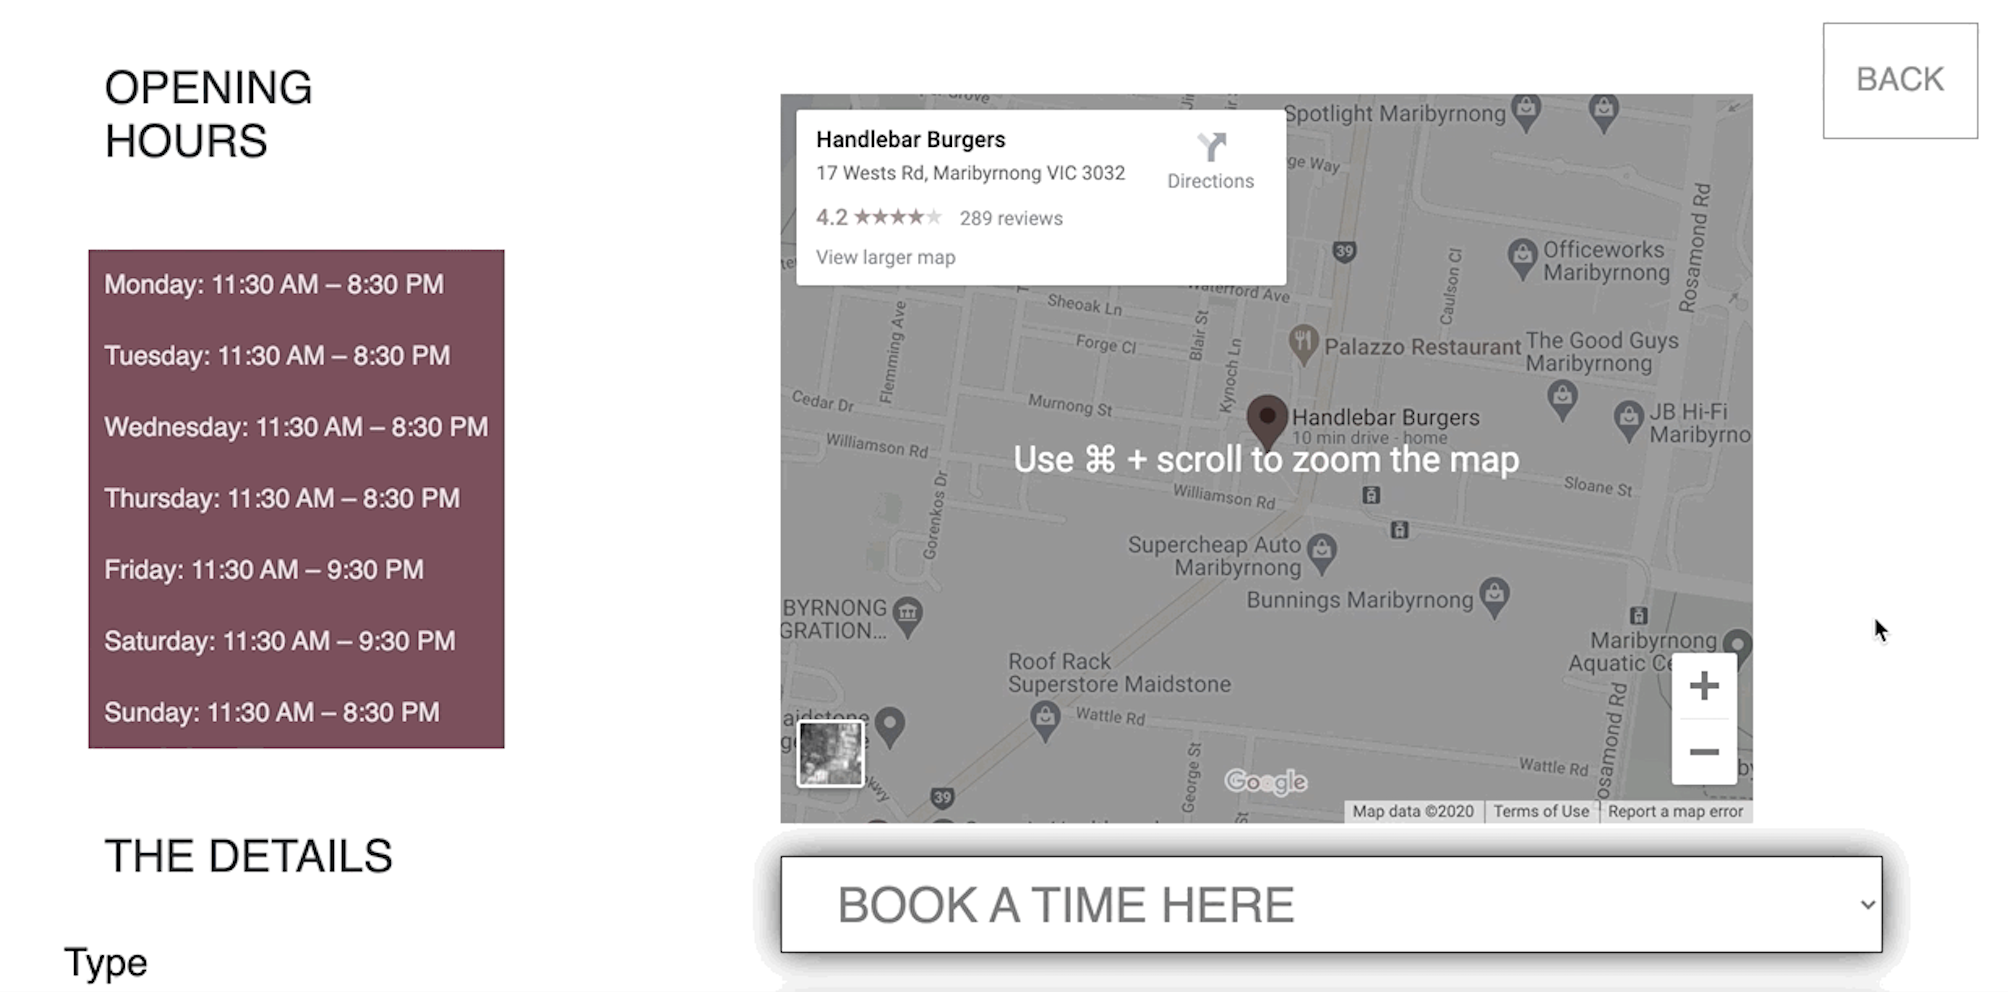 OPENING
HOURS
Monday: 11:30 AM – 8:30 PM
Tuesday: 11:30 AM – 8:30 PM
Wednesday: 11:30 AM – 8:30 PM
Thursday: 11:30 AM – 8:30 PM
Friday: 11:30 AM – 9:30 PM
Saturday: 11:30 AM – 9:30 PM
Sunday: 11:30 AM – 8:30 PM
THE DETAILS
Type
BACK
Handlebar Burgers
17 Wests Rd, Maribyrnong VIC 3032
Directions
4.2 ★★★★★ 289 reviews
View larger map
Spotlight Maribyrnong
ge Way
Rosamond Rd
39
Officeworks
Maribyrnong
Caulson Cl
Waterford Ave
Sheoak Ln
Flemming Ave
Forge Cl
Blair St
Kynoch Ln
Palazzo Restaurant
The Good Guys
Maribyrnong
Cedar Dr
Murnong St
Handlebar Burgers
10 min drive - home
JB Hi-Fi
Maribyrno
Williamson Rd
Use ⌘ + scroll to zoom the map
Williamson Rd
Sloane St
Gorenkos Dr
Supercheap Auto
Maribyrnong
Bunnings Maribyrnong
BYRNONG
GRATION...
Maribyrnong
Aquatic Ce
Roof Rack
Superstore Maidstone
Wattle Rd
aidstone
George St
Wattle Rd
osamond Rd
39
Google
Map data ©2020
Terms of Use
Report a map error
BOOK A TIME HERE